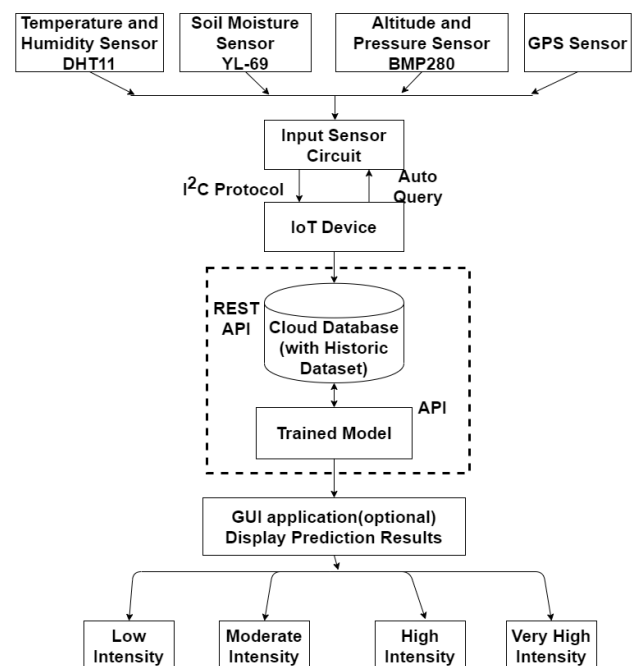 Temperature and
Humidity Sensor
DHT11
Soil Moisture
Sensor
YL-69
Altitude and
Pressure Sensor
BMP280
GPS Sensor
Input Sensor
Circuit
I²C Protocol
Auto
Query
IoT Device
REST
API
Cloud Database
(with Historic
Dataset)
API
Trained Model
GUI application(optional)
Display Prediction Results
Low
Intensity
Moderate
Intensity
High
Intensity
Very High
Intensity